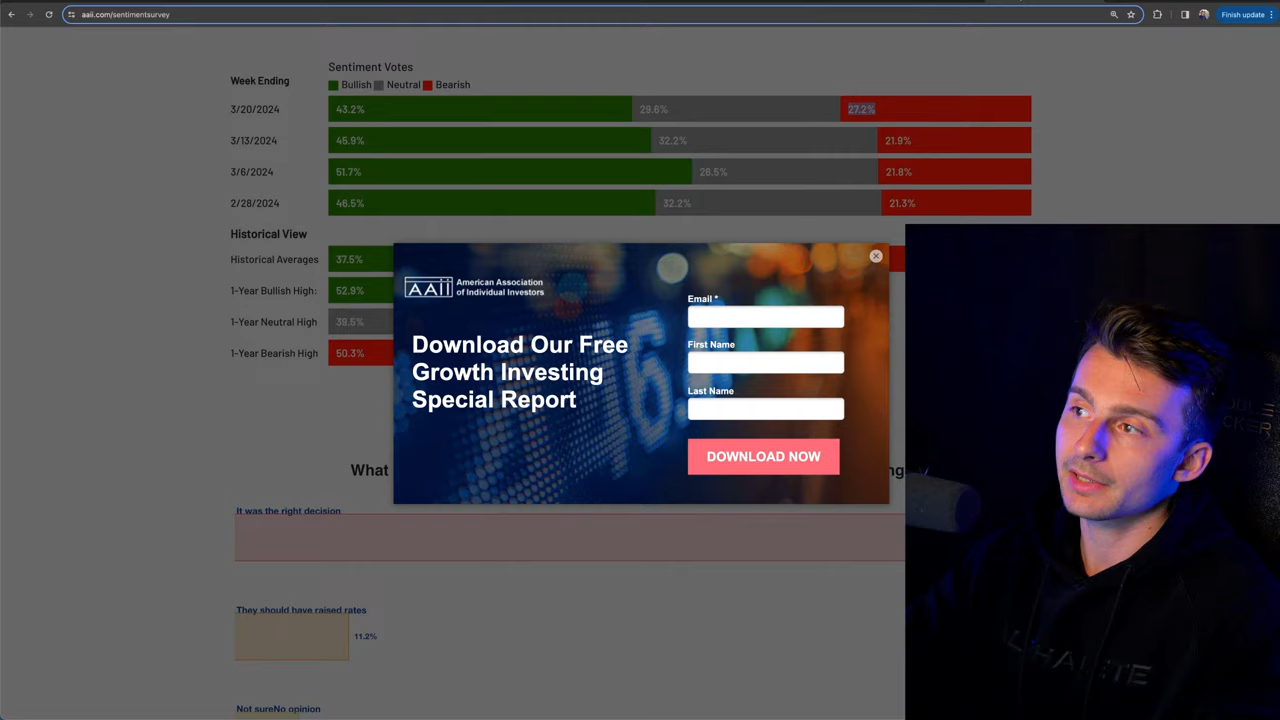 aaii.com/sentimentsurvey
Finish update
Sentiment Votes
Week Ending
Bullish Neutral Bearish
3/20/2024 43.2% 29.6% 27.2%
3/13/2024 45.9% 32.2% 21.9%
3/6/2024 51.7% 26.5% 21.8%
2/28/2024 46.5% 32.2% 21.3%
Historical View
Historical Averages 37.5%
1-Year Bullish High: 52.9%
1-Year Neutral High 39.5%
1-Year Bearish High 50.3%
AAII American Association
of Individual Investors
Download Our Free
Growth Investing
Special Report
Email *
First Name
Last Name
DOWNLOAD NOW
What
It was the right decision
They should have raised rates
11.2%
Not sureNo opinion